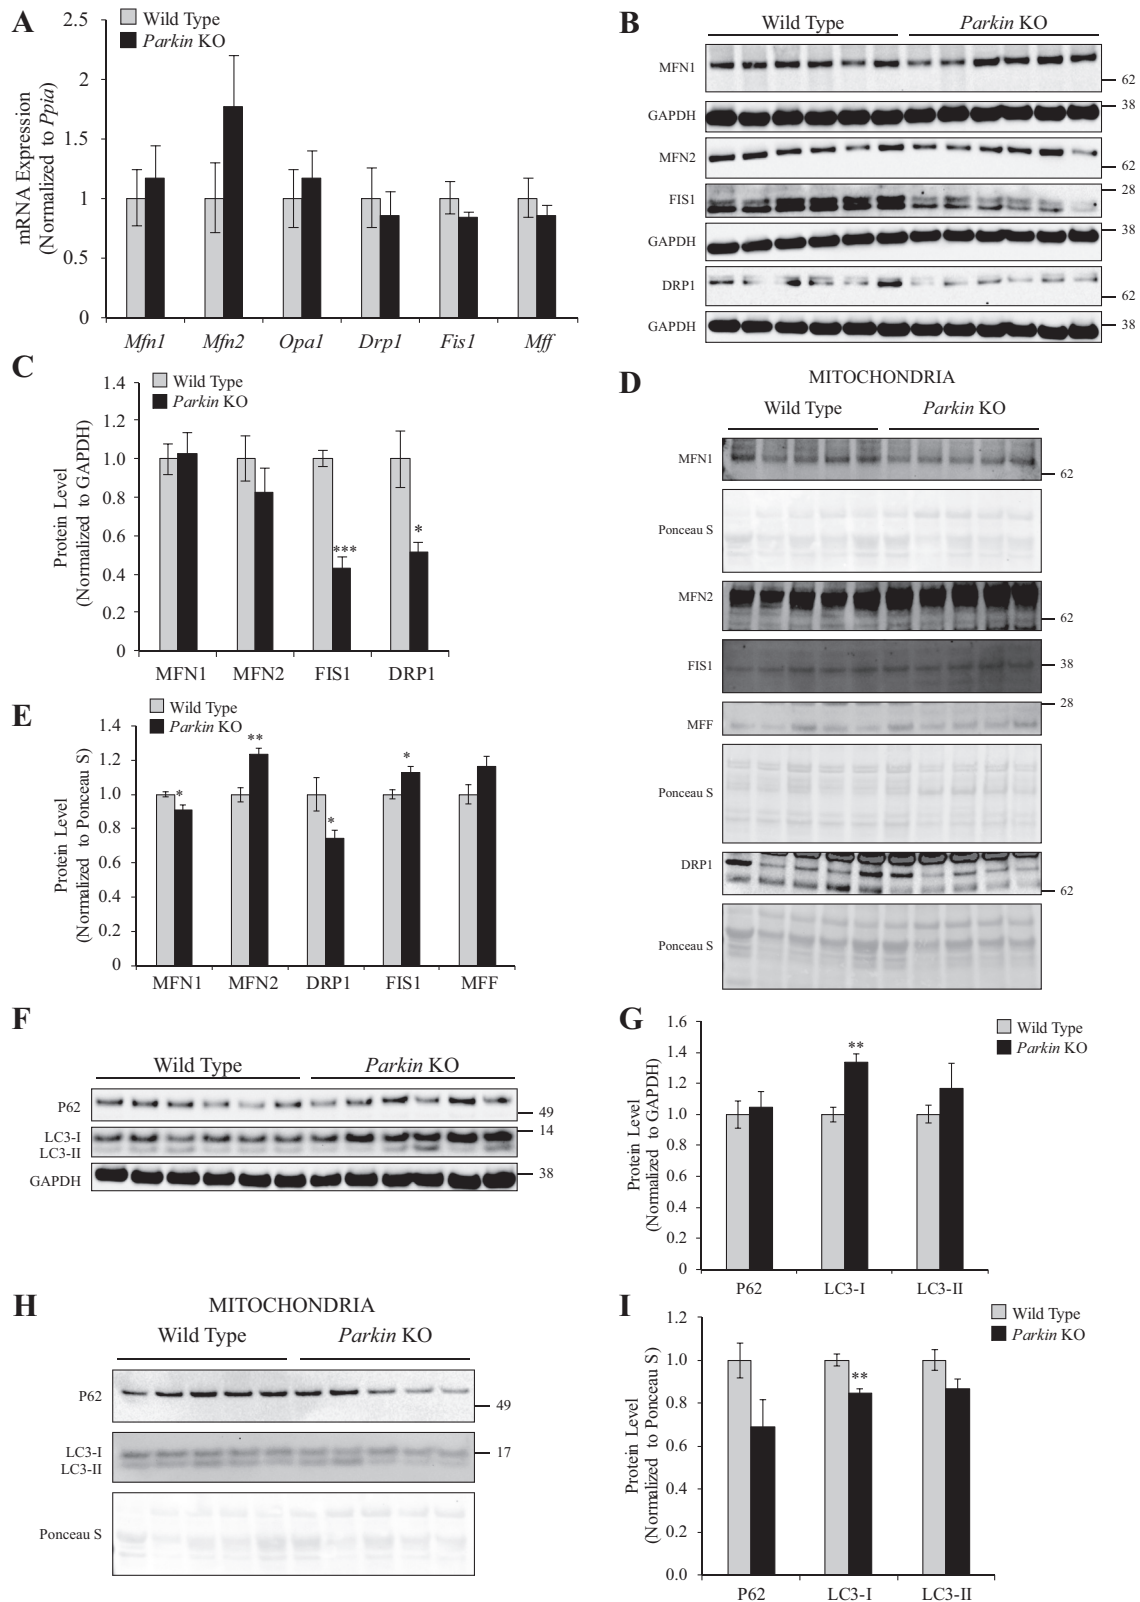 A
Wild Type
Parkin KO
mRNA Expression
(Normalized to Ppia)
2.5
2
1.5
1
0.5
0
Mfn1 Mfn2 Opa1 Drp1 Fis1 Mff
B
Wild Type Parkin KO
MFN1
62
GAPDH
38
MFN2
62
FIS1
28
GAPDH
38
DRP1
62
GAPDH
38
C
Wild Type
Parkin KO
Protein Level
(Normalized to GAPDH)
1.4
1.2
1.0
0.8
0.6
0.4
0.2
0
***
*
MFN1 MFN2 FIS1 DRP1
D
MITOCHONDRIA
Wild Type Parkin KO
MFN1
62
Ponceau S
MFN2
62
FIS1
38
28
MFF
Ponceau S
DRP1
62
Ponceau S
E
Wild Type
Parkin KO
Protein Level
(Normalized to Ponceau S)
1.4
1.2
1.0
0.8
0.6
0.4
0.2
0
*
**
*
*
MFN1 MFN2 DRP1 FIS1 MFF
F
Wild Type Parkin KO
P62
49
LC3-I
14
LC3-II
GAPDH
38
G
Wild Type
Parkin KO
Protein Level
(Normalized to GAPDH)
1.6
1.4
1.2
1.0
0.8
0.6
0.4
0.2
0
**
P62 LC3-I LC3-II
H
MITOCHONDRIA
Wild Type Parkin KO
P62
49
LC3-I
17
LC3-II
Ponceau S
I
Wild Type
Parkin KO
Protein Level
(Normalized to Ponceau S)
1.2
1.0
0.8
0.6
0.4
0.2
0.0
**
P62 LC3-I LC3-II